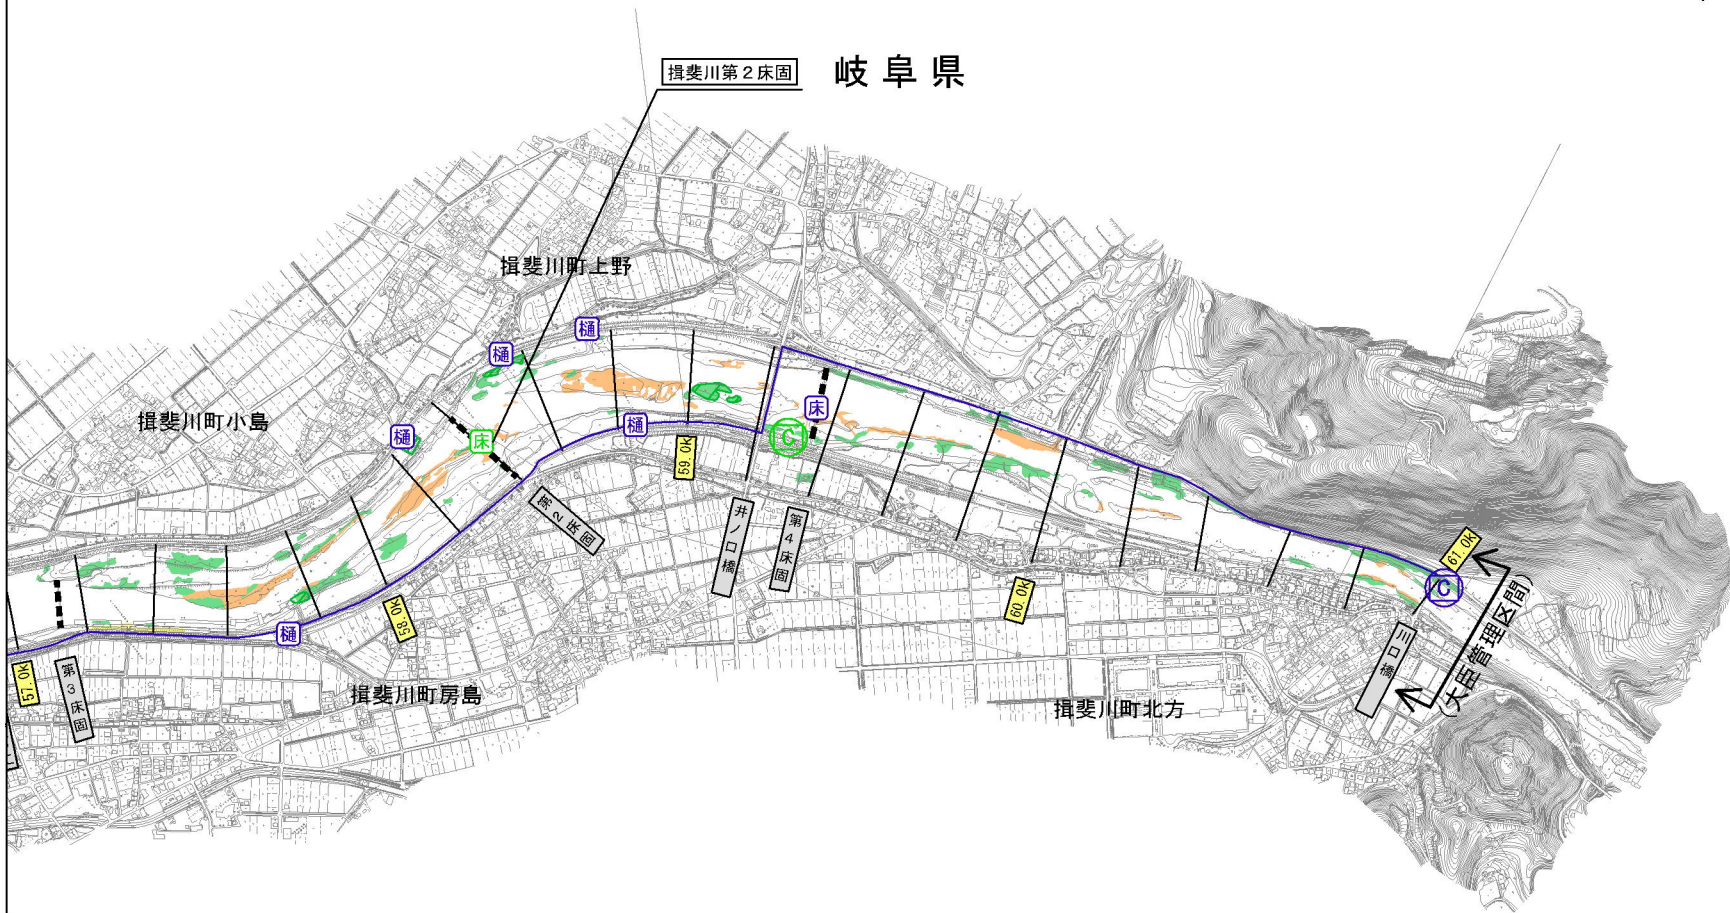 揖斐川第2床固
岐阜県
揖斐川町上野
樋
樋
揖斐川町小島
樋
床
樋
床
C
59.0K
第2床固
井ノ口橋
第4床固
61.0K
C
60.0K
58.0K
樋
57.0K
第3床固
揖斐川町房島
揖斐川町北方
川口橋
(大臣管理区間)